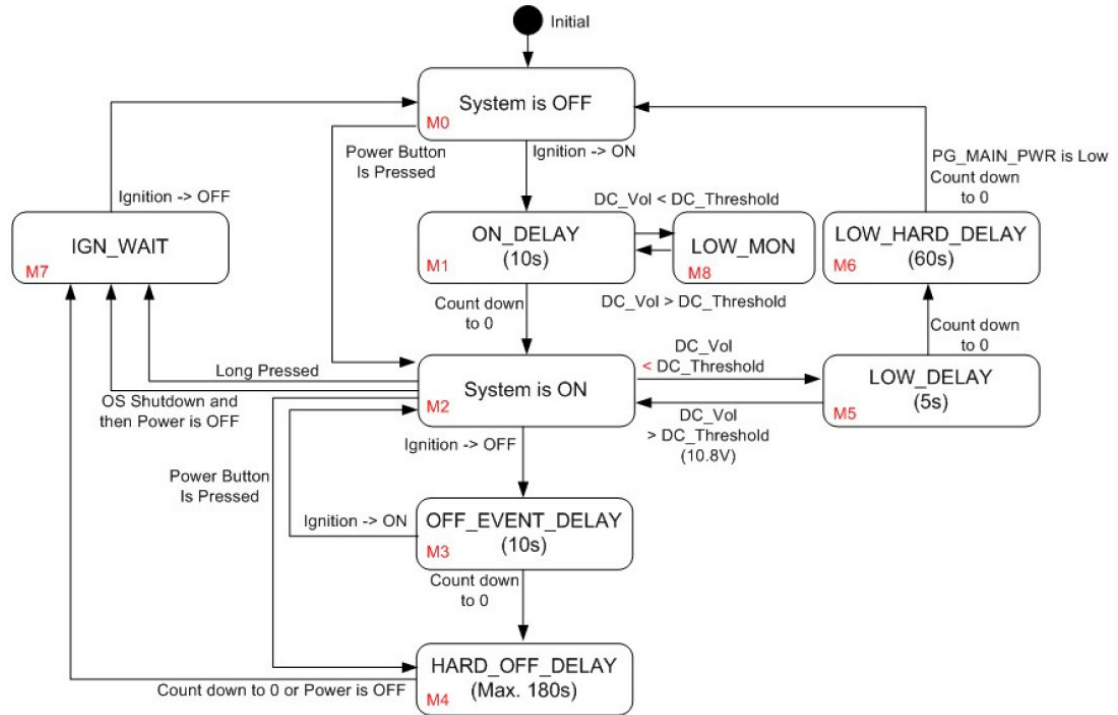 Initial
System is OFF
M0
Power Button
Is Pressed
Ignition -> ON
PG_MAIN_PWR is Low
Count down
to 0
Ignition -> OFF
DC_Vol < DC_Threshold
IGN_WAIT
M7
ON_DELAY
(10s)
M1
LOW_MON
M8
LOW_HARD_DELAY
(60s)
M6
DC_Vol > DC_Threshold
Count down
to 0
Count down
to 0
Long Pressed
System is ON
M2
DC_Vol
< DC_Threshold
LOW_DELAY
(5s)
M5
OS Shutdown and
then Power is OFF
DC_Vol
> DC_Threshold
(10.8V)
Ignition -> OFF
Power Button
Is Pressed
Ignition -> ON
OFF_EVENT_DELAY
(10s)
M3
Count down
to 0
HARD_OFF_DELAY
(Max. 180s)
M4
Count down to 0 or Power is OFF